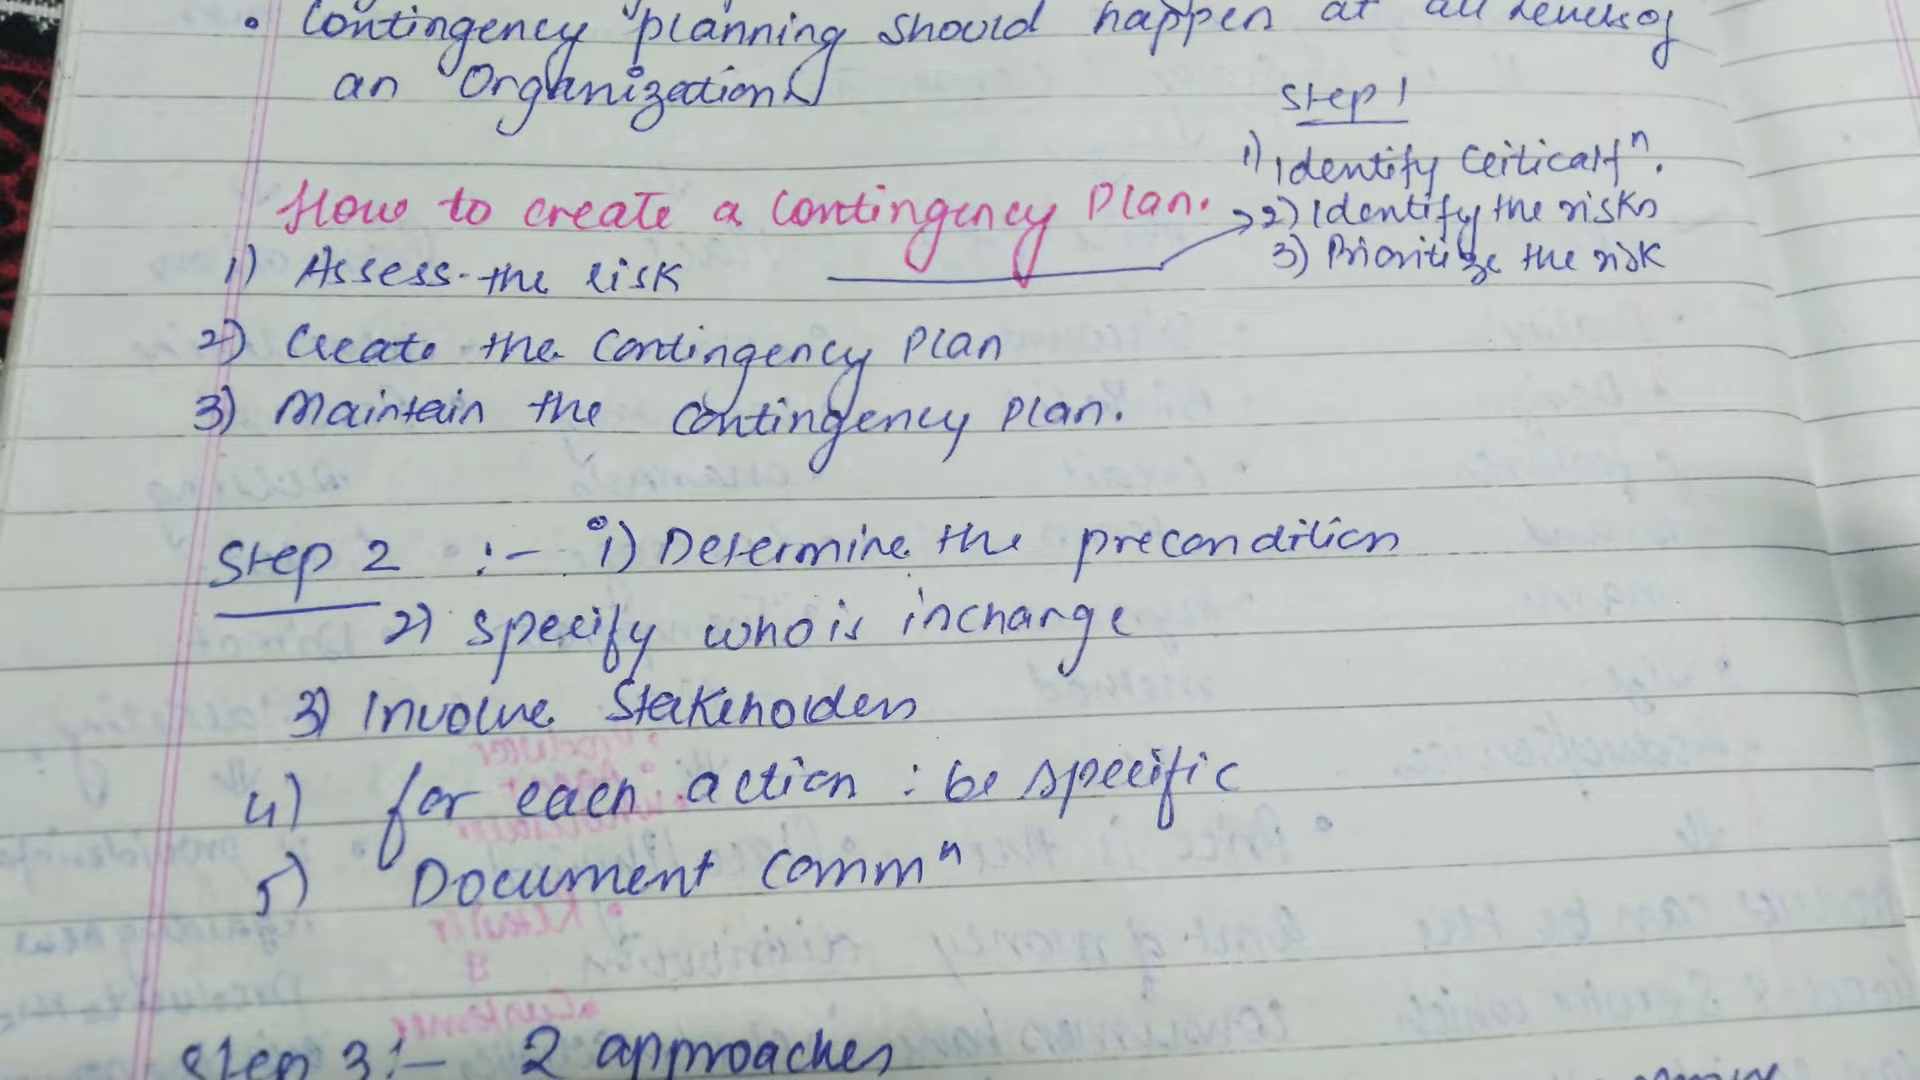 • Contingency planning should happen at all levels of
an Organization
How to create a Contingency Plan.
1) Assess the risk
2) Create the Contingency Plan
3) Maintain the Contingency Plan.
Step 1
1) Identify Critical fⁿ.
2) Identify the risks
3) Prioritize the risk
Step 2 :- 1) Determine the precondition
2) Specify who is incharge
3) Involve Stakeholders
4) for each action : be specific
5) Document commⁿ
Step 3:- 2 approaches